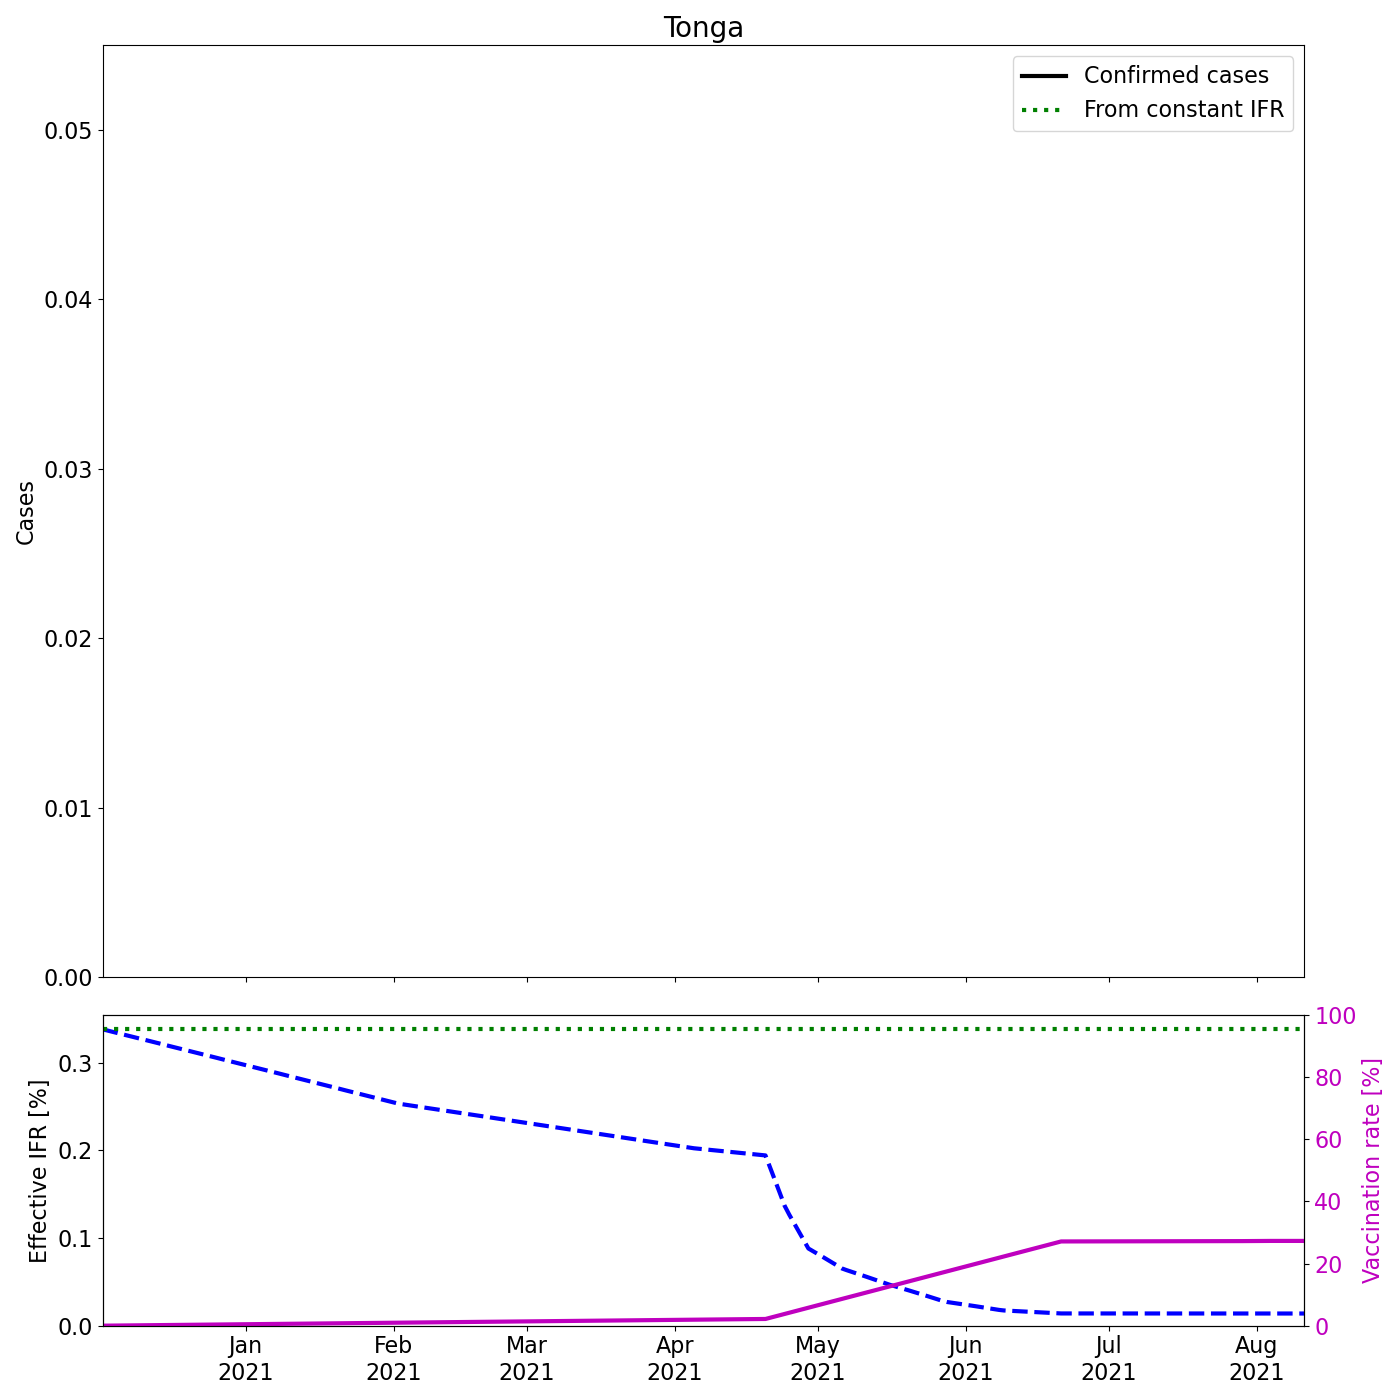 Tonga
Confirmed cases
From constant IFR
0.05
0.04
0.03
0.02
0.01
0.00
Cases
0.3
0.2
0.1
0.0
Effective IFR [%]
100
80
60
40
20
0
Vaccination rate [%]
Jan
2021
Feb
2021
Mar
2021
Apr
2021
May
2021
Jun
2021
Jul
2021
Aug
2021